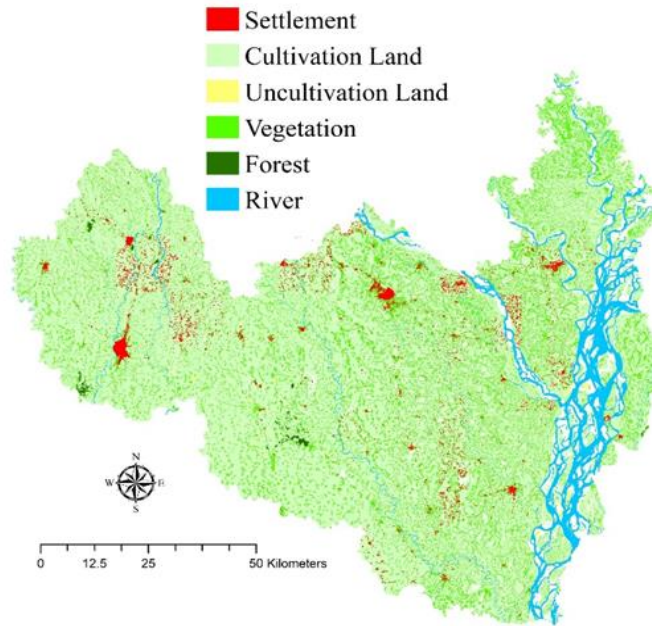 Settlement
Cultivation Land
Uncultivation Land
Vegetation
Forest
River
N
W E
S
0 12.5 25 50 Kilometers